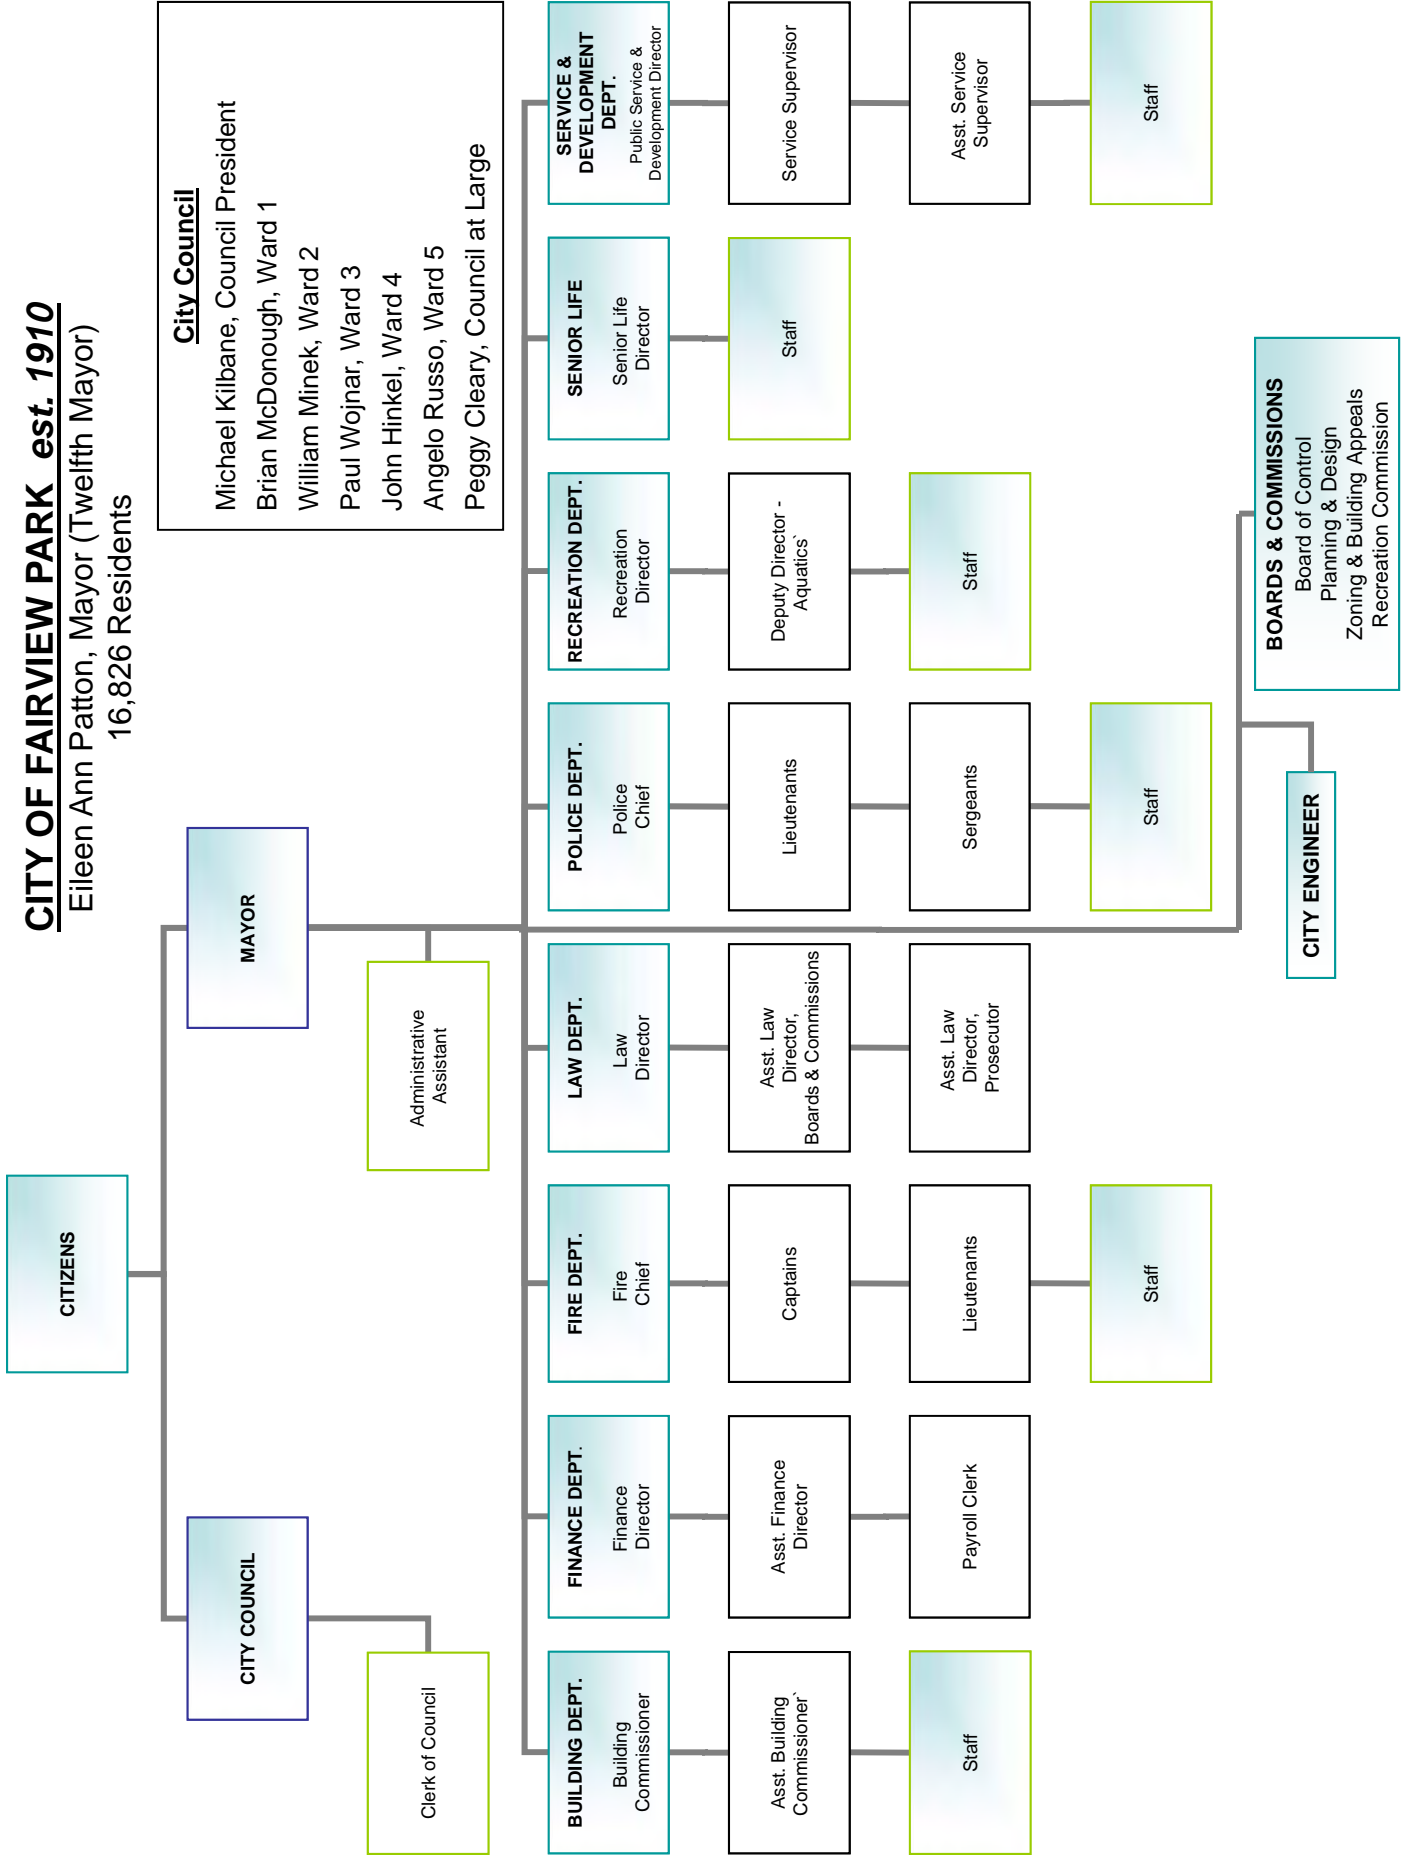 CITY OF FAIRVIEW PARK est. 1910
Eileen Ann Patton, Mayor (Twelfth Mayor)
16,826 Residents
City Council
Michael Kilbane, Council President
Brian McDonough, Ward 1
William Minek, Ward 2
Paul Wojnar, Ward 3
John Hinkel, Ward 4
Angelo Russo, Ward 5
Peggy Cleary, Council at Large
CITIZENS
CITY COUNCIL
MAYOR
Clerk of Council
Administrative
Assistant
BUILDING DEPT.
Building
Commissioner
Asst. Building
Commissioner`
Staff
FINANCE DEPT.
Finance
Director
Asst. Finance
Director
Payroll Clerk
FIRE DEPT.
Fire
Chief
Captains
Lieutenants
Staff
LAW DEPT.
Law
Director
Asst. Law
Director,
Boards & Commissions
Asst. Law
Director,
Prosecutor
POLICE DEPT.
Police
Chief
Lieutenants
Sergeants
Staff
RECREATION DEPT.
Recreation
Director
Deputy Director -
Aquatics`
Staff
SENIOR LIFE
Senior Life
Director
Staff
SERVICE &
DEVELOPMENT
DEPT.
Public Service &
Development Director
Service Supervisor
Asst. Service
Supervisor
Staff
CITY ENGINEER
BOARDS & COMMISSIONS
Board of Control
Planning & Design
Zoning & Building Appeals
Recreation Commission